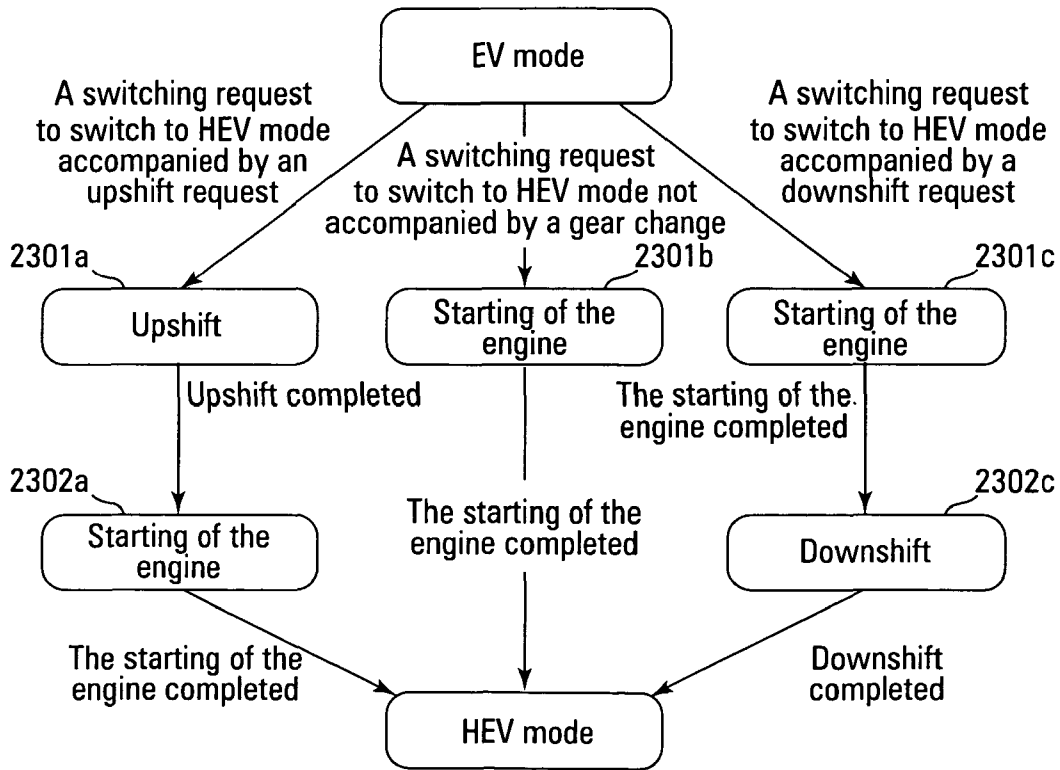 EV mode
A switching request
to switch to HEV mode
accompanied by an
upshift request
A switching request
to switch to HEV mode not
accompanied by a gear change
A switching request
to switch to HEV mode
accompanied by a
downshift request
2301a
Upshift
2301b
Starting of the
engine
2301c
Starting of the
engine
Upshift completed
The starting of the
engine completed
2302a
Starting of the
engine
The starting of the
engine completed
2302c
Downshift
The starting of the
engine completed
Downshift
completed
HEV mode